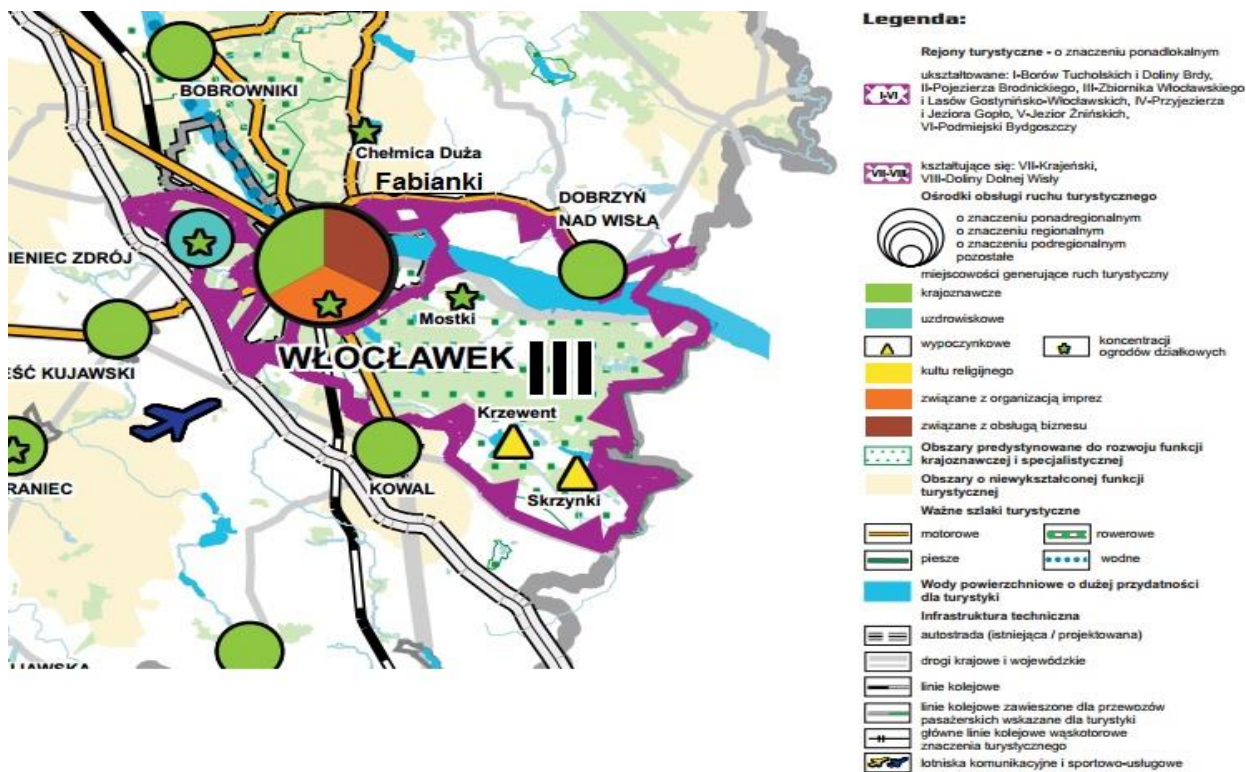 BOBROWNIKI
Chełmica Duża
Fabianki
DOBRZYŃ
NAD WISŁĄ
IENIEC ZDRÓJ
Mostki
WŁOCŁAWEK
III
EŚĆ KUJAWSKI
Krzewent
RANIEC
KOWAL
Skrzynki
UJAWSKA
Legenda:
Rejony turystyczne - o znaczeniu ponadlokalnym
I-VI
ukształtowane: I-Borów Tucholskich i Doliny Brdy,
II-Pojezierza Brodnickiego, III-Zbiornika Włocławskiego
i Lasów Gostynińsko-Włocławskich, IV-Przyjezierza
i Jeziora Gopło, V-Jezior Żnińskich,
VI-Podmiejski Bydgoszczy
VII-VIII
kształtujące się: VII-Krajeński,
VIII-Doliny Dolnej Wisły
Ośrodki obsługi ruchu turystycznego
o znaczeniu ponadregionalnym
o znaczeniu regionalnym
o znaczeniu podregionalnym
pozostałe
miejscowości generujące ruch turystyczny
krajoznawcze
uzdrowiskowe
wypoczynkowe
koncentracji
ogrodów działkowych
kultu religijnego
związane z organizacją imprez
związane z obsługą biznesu
Obszary predystynowane do rozwoju funkcji
krajoznawczej i specjalistycznej
Obszary o niewykształconej funkcji
turystycznej
Ważne szlaki turystyczne
motorowe
rowerowe
piesze
wodne
Wody powierzchniowe o dużej przydatności
dla turystyki
Infrastruktura techniczna
autostrada (istniejąca / projektowana)
drogi krajowe i wojewódzkie
linie kolejowe
linie kolejowe zawieszone dla przewozów
pasażerskich wskazane dla turystyki
główne linie kolejowe wąskotorowe
znaczenia turystycznego
lotniska komunikacyjne i sportowo-usługowe